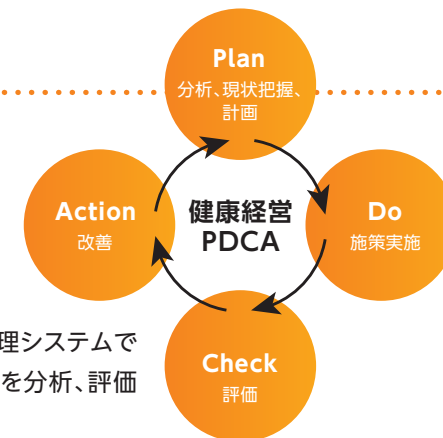 Plan
分析、現状把握、
計画
Action
改善
健康経営
PDCA
Do
施策実施
理システムで
を分析、評価
Check
評価